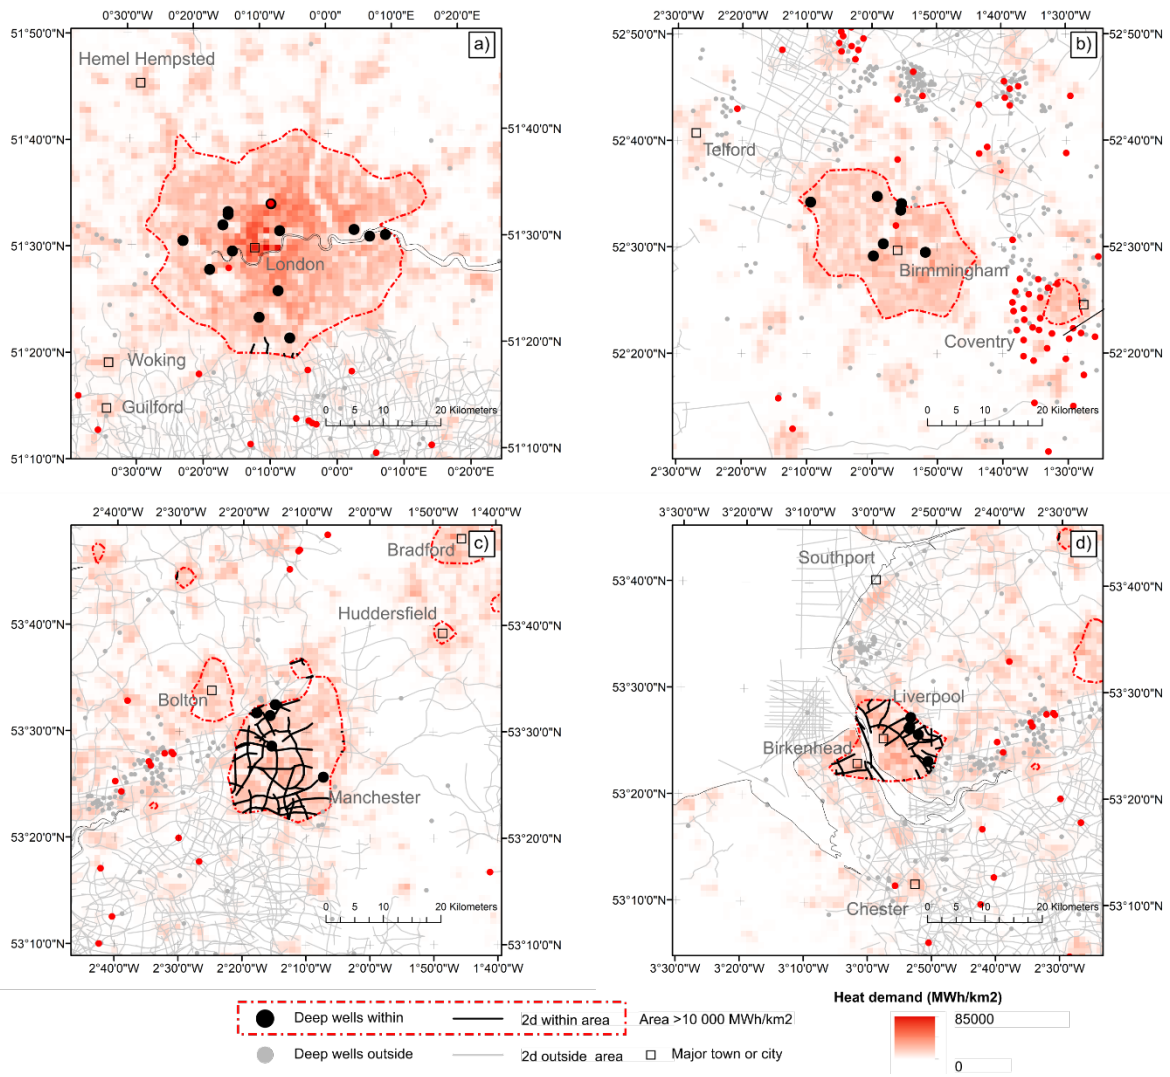 0°30'0"W 0°20'0"W 0°10'0"W 0°0'0" 0°10'0"E
51°50'0"N
a)
Hemel Hempsted
51°40'0"N
51°40'0"N
51°30'0"N
51°30'0"N
London
51°20'0"N
51°20'0"N
Woking
Guilford
0 5 10 20 Kilometers
51°10'0"N
51°10'0"N
0°30'0"W 0°20'0"W 0°10'0"W 0°0'0"E 0°10'0"E 0°20'0"E
2°30'0"W 2°20'0"W 2°10'0"W 2°0'0"W 1°50'0"W 1°40'0"W 1°30'0"W
52°50'0"N
52°50'0"N
b)
52°40'0"N
52°40'0"N
Telford
52°30'0"N
52°30'0"N
Birmmingham
Coventry
52°20'0"N
52°20'0"N
0 5 10 20 Kilometers
52°10'0"N
52°10'0"N
2°30'0"W 2°20'0"W 2°10'0"W 2°0'0"W 1°50'0"W 1°40'0"W 1°30'0"W
2°40'0"W 2°30'0"W 2°20'0"W 2°10'0"W 2°0'0"W 1°50'0"W 1°40'0"W
c)
Bradford
53°40'0"N
53°40'0"N
Huddersfield
Bolton
53°30'0"N
53°30'0"N
Manchester
53°20'0"N
53°20'0"N
0 5 10 20 Kilometers
53°10'0"N
53°10'0"N
2°40'0"W 2°30'0"W 2°20'0"W 2°10'0"W 2°0'0"W 1°50'0"W 1°40'0"W
3°30'0"W 3°20'0"W 3°10'0"W 3°0'0"W 2°50'0"W 2°40'0"W 2°30'0"W
d)
Southport
53°40'0"N
53°40'0"N
53°30'0"N
53°30'0"N
Liverpool
Birkenhead
53°20'0"N
53°20'0"N
53°10'0"N
53°10'0"N
Chester
0 5 10 20 Kilometers
3°30'0"W 3°20'0"W 3°10'0"W 3°0'0"W 2°50'0"W 2°40'0"W 2°30'0"W
Deep wells within 2d within area Area >10 000 MWh/km2
Deep wells outside 2d outside area Major town or city
Heat demand (MWh/km2)
85000
0